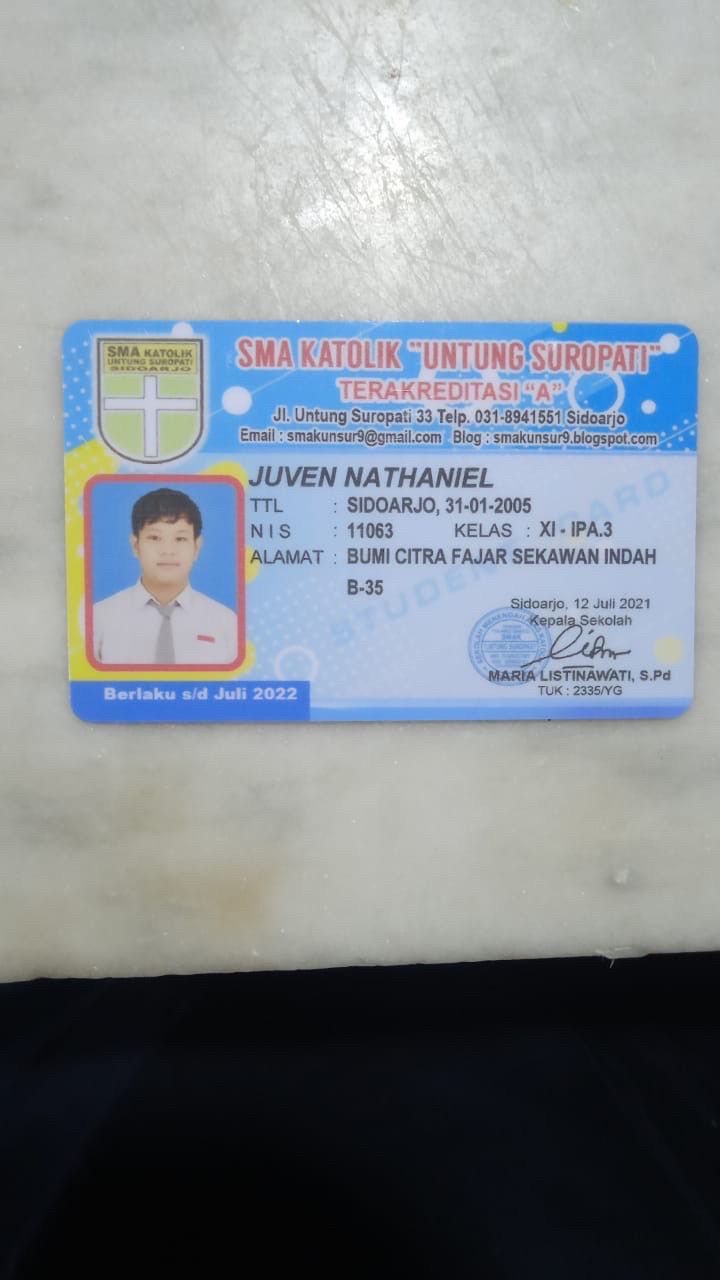 SMA KATOLIK
UNTUNG SUROPATI
SIDOARJO
SMA KATOLIK "UNTUNG SUROPATI"
TERAKREDITASI "A"
Jl. Untung Suropati 33 Telp. 031-8941551 Sidoarjo
Email : smakunsur9@gmail.com Blog : smakunsur9.blogspot.com
JUVEN NATHANIEL
TTL : SIDOARJO, 31-01-2005
N I S : 11063 KELAS : XI - IPA.3
ALAMAT : BUMI CITRA FAJAR SEKAWAN INDAH
B-35
STUDENT CARD
Sidoarjo, 12 Juli 2021
Kepala Sekolah
SMAK
UNTUNG SUROPATI
MARIA LISTINAWATI, S.Pd
TUK : 2335/YG
Berlaku s/d Juli 2022